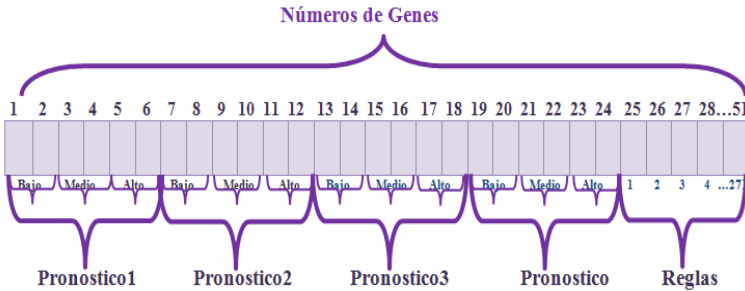 Números de Genes
1 2 3 4 5 6 7 8 9 10 11 12 13 14 15 16 17 18 19 20 21 22 23 24 25 26 27 28...51
Bajo Medio Alto Bajo Medio Alto Bajo Medio Alto Bajo Medio Alto 1 2 3 4 ...27
Pronostico1 Pronostico2 Pronostico3 Pronostico Reglas